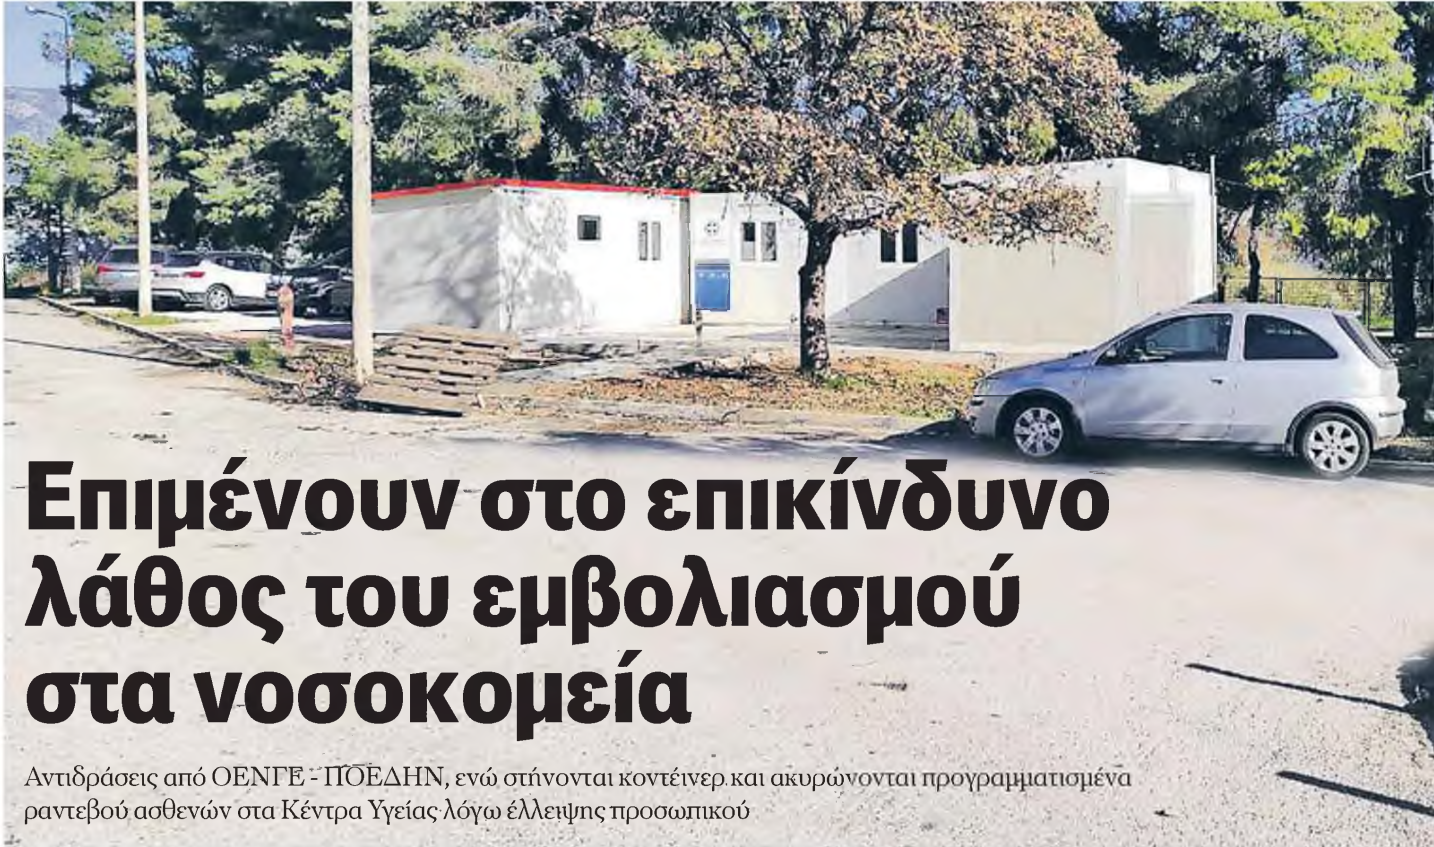 Επιμένουν στο επικίνδυνο
λάθος του εμβολιασμού
στα νοσοκομεία
Αντιδράσεις από ΟΕΝΓΕ - ΠΟΕΔΗΝ, ενώ στήνονται κοντέινερ και ακυρώνονται προγραμματισμένα
ραντεβού ασθενών στα Κέντρα Υγείας λόγω έλλειψης προσωπικού